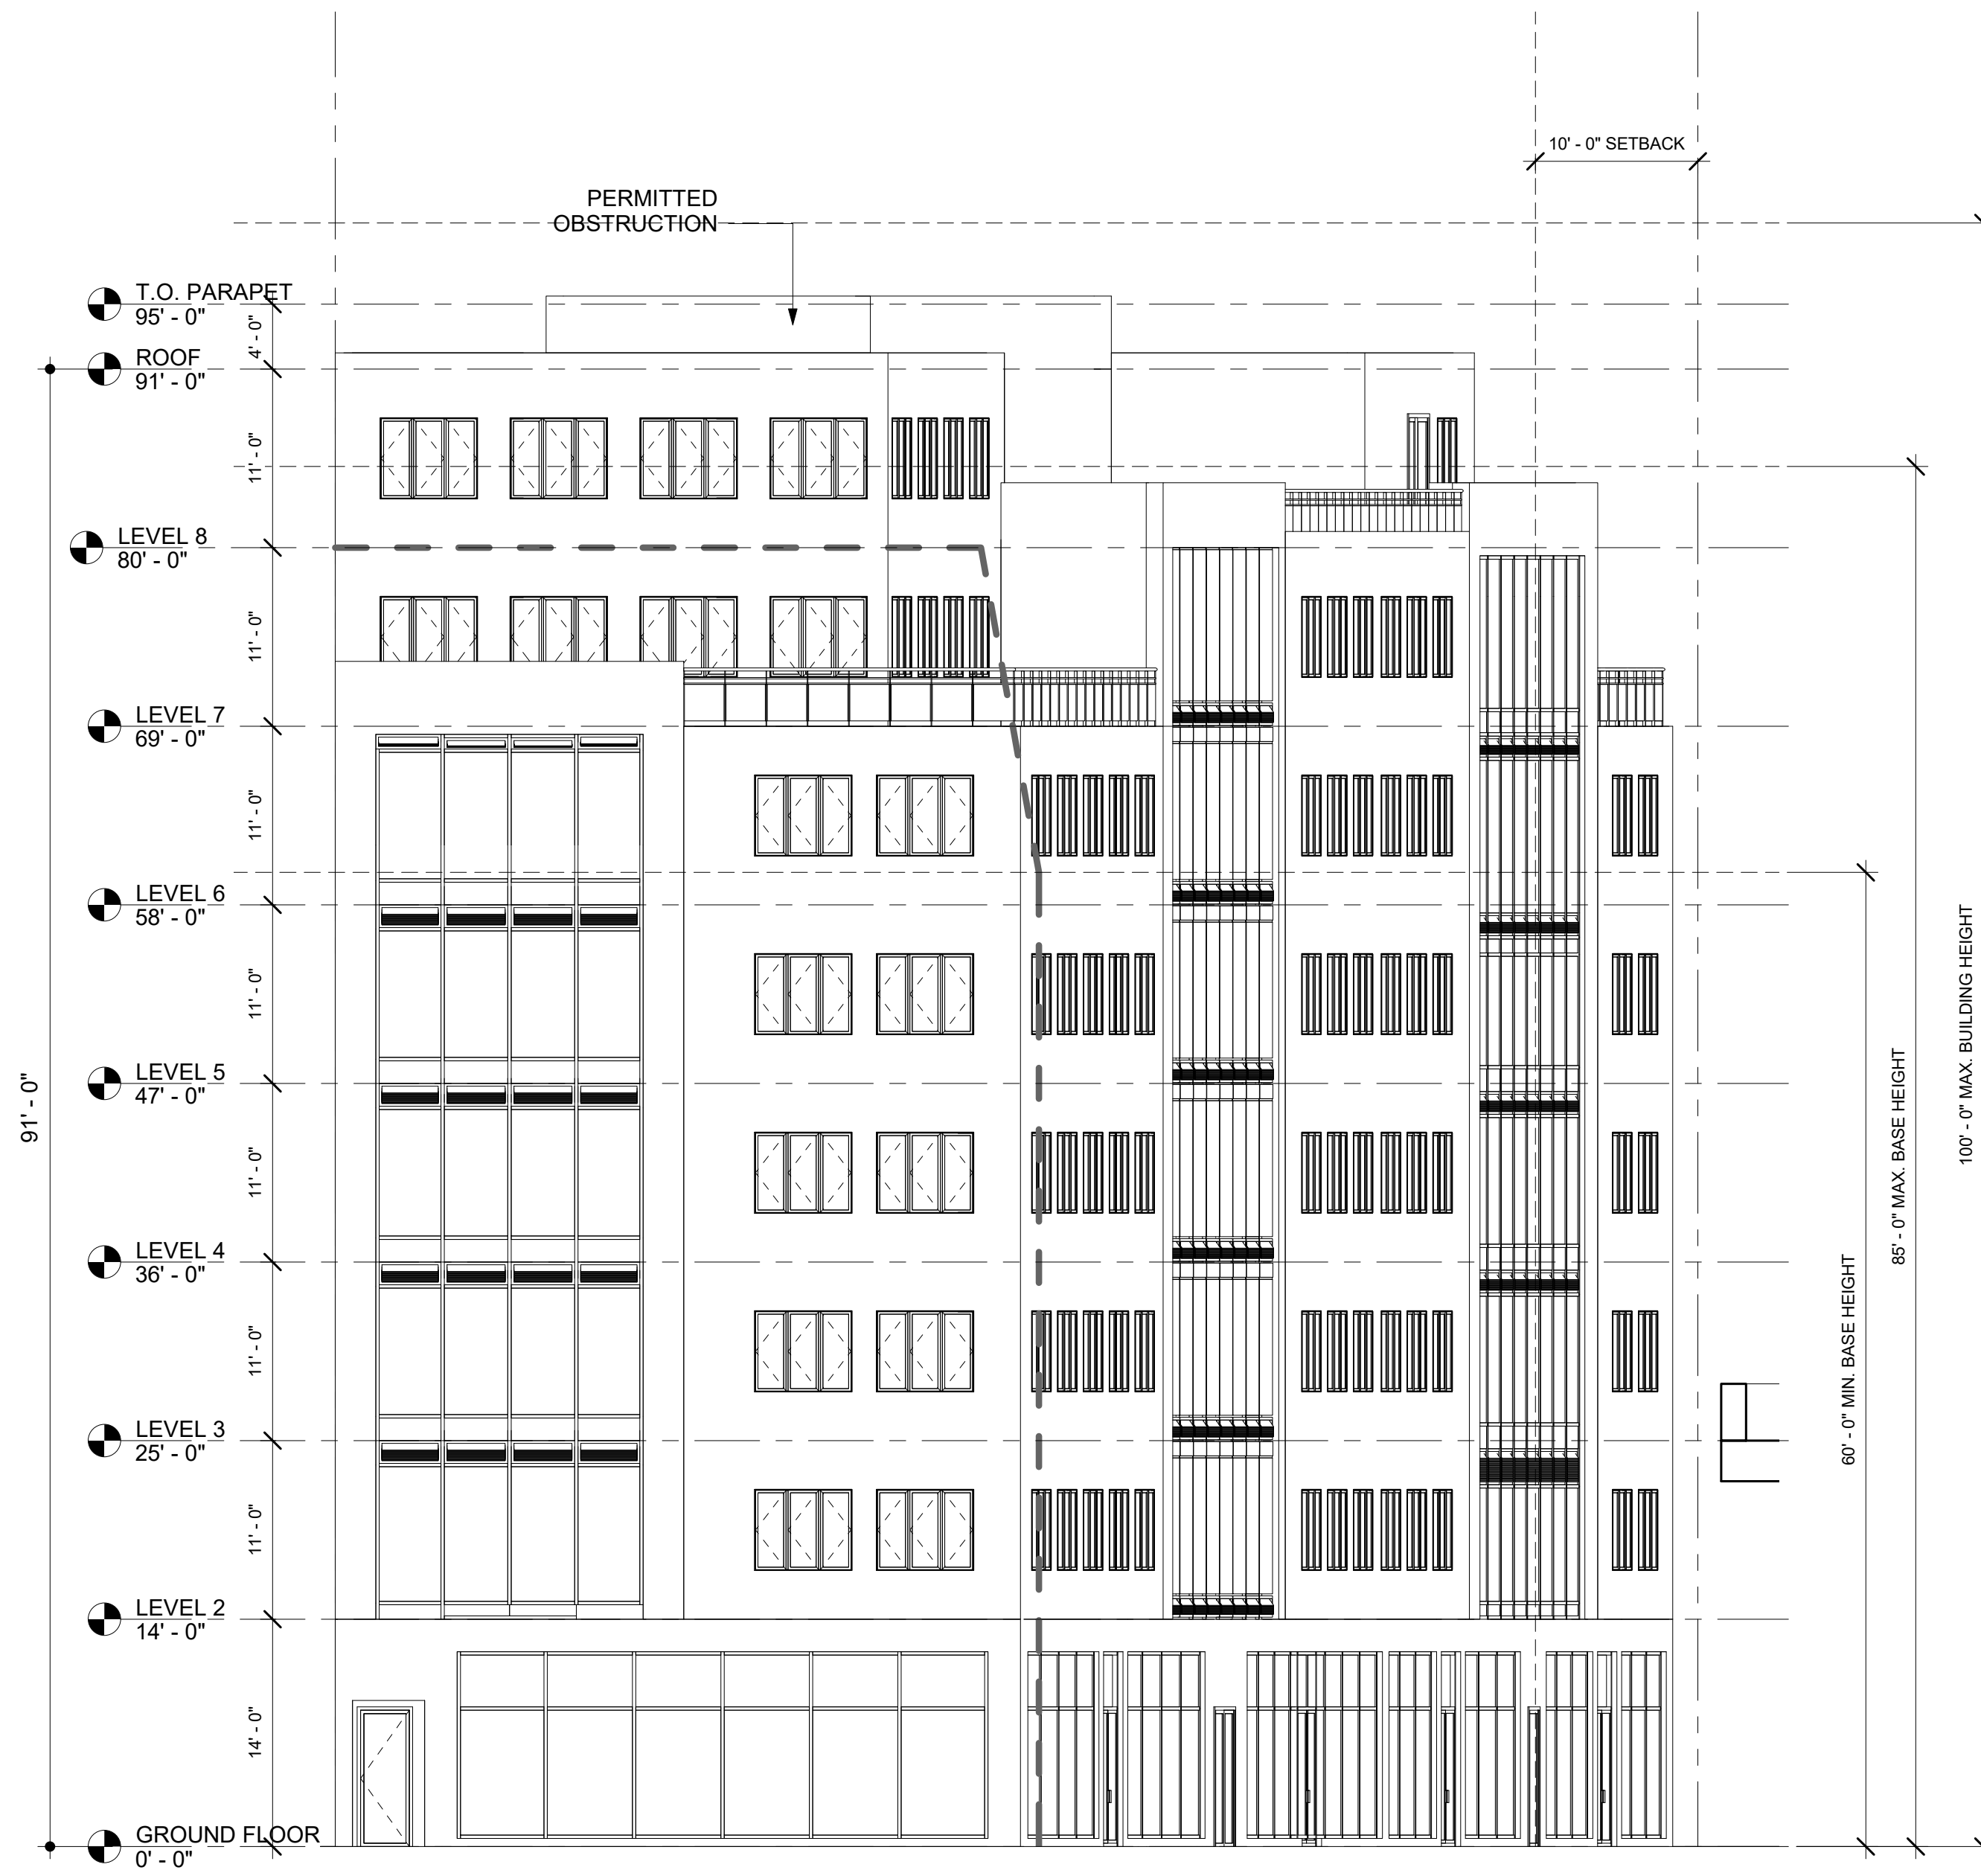 10' - 0" SETBACK
PERMITTED
OBSTRUCTION
T.O. PARAPET
95' - 0"
4' - 0"
ROOF
91' - 0"
11' - 0"
LEVEL 8
80' - 0"
11' - 0"
LEVEL 7
69' - 0"
11' - 0"
LEVEL 6
58' - 0"
11' - 0"
LEVEL 5
47' - 0"
11' - 0"
LEVEL 4
36' - 0"
11' - 0"
LEVEL 3
25' - 0"
11' - 0"
LEVEL 2
14' - 0"
14' - 0"
GROUND FLOOR
0' - 0"
91' - 0"
60' - 0" MIN. BASE HEIGHT
85' - 0" MAX. BASE HEIGHT
100' - 0" MAX. BUILDING HEIGHT